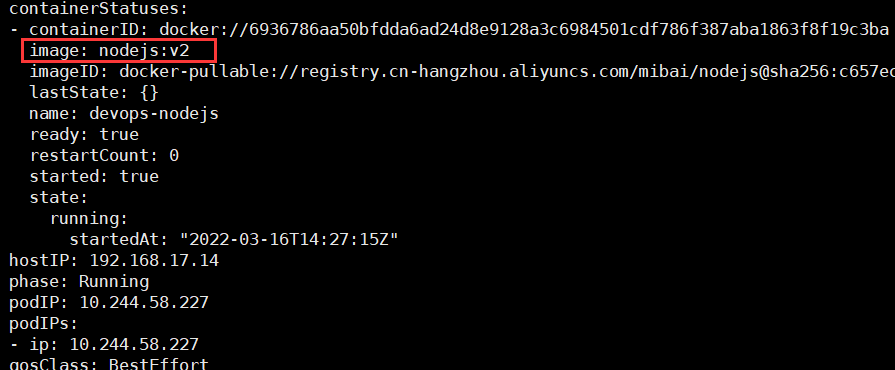 containerStatuses:
- containerID: docker://6936786aa50bfdda6ad24d8e9128a3c6984501cdf786f387aba1863f8f19c3ba
image: nodejs:v2
imageID: docker-pullable://registry.cn-hangzhou.aliyuncs.com/mibai/nodejs@sha256:c657ec
lastState: {}
name: devops-nodejs
ready: true
restartCount: 0
started: true
state:
running:
startedAt: "2022-03-16T14:27:15Z"
hostIP: 192.168.17.14
phase: Running
podIP: 10.244.58.227
podIPs:
- ip: 10.244.58.227
qosClass: BestEffort